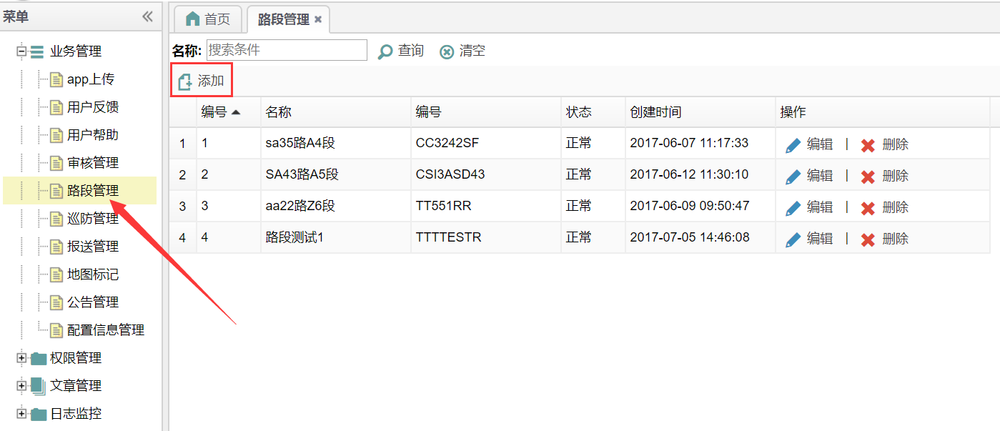 菜单
业务管理
app上传
用户反馈
用户帮助
审核管理
路段管理
巡防管理
报送管理
地图标记
公告管理
配置信息管理
权限管理
文章管理
日志监控
首页 路段管理
名称: 搜索条件 查询 清空
添加
编号 名称 编号 状态 创建时间 操作
1 1 sa35路A4段 CC3242SF 正常 2017-06-07 11:17:33 编辑 | 删除
2 2 SA43路A5段 CSI3ASD43 正常 2017-06-12 11:30:10 编辑 | 删除
3 3 aa22路Z6段 TT551RR 正常 2017-06-09 09:50:47 编辑 | 删除
4 4 路段测试1 TTTTESTR 正常 2017-07-05 14:46:08 编辑 | 删除